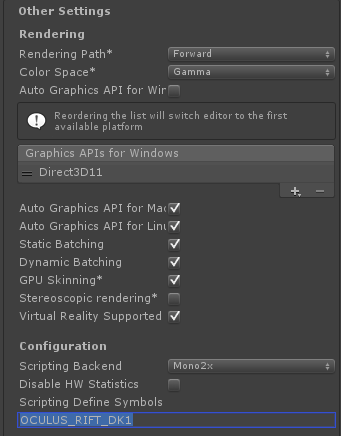 Other Settings
Rendering
Rendering Path* Forward
Color Space* Gamma
Auto Graphics API for Win
Reordering the list will switch editor to the first
available platform
Graphics APIs for Windows
Direct3D11
Auto Graphics API for Mac
Auto Graphics API for Linu
Static Batching
Dynamic Batching
GPU Skinning*
Stereoscopic rendering*
Virtual Reality Supported
Configuration
Scripting Backend Mono2x
Disable HW Statistics
Scripting Define Symbols
OCULUS_RIFT_DK1